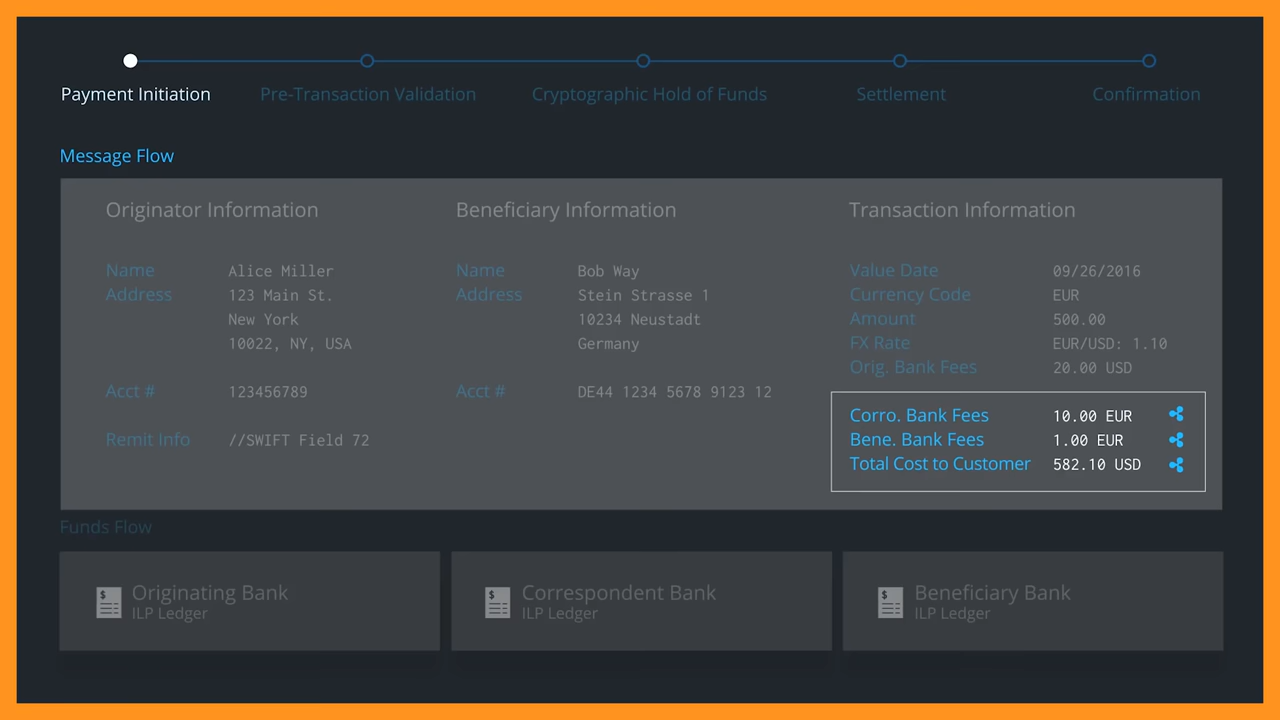 Payment Initiation
Pre-Transaction Validation
Cryptographic Hold of Funds
Settlement
Confirmation
Message Flow
Originator Information
Name Alice Miller
Address 123 Main St.
New York
10022, NY, USA
Acct # 123456789
Remit Info //SWIFT Field 72
Beneficiary Information
Name Bob Way
Address Stein Strasse 1
10234 Neustadt
Germany
Acct # DE44 1234 5678 9123 12
Transaction Information
Value Date 09/26/2016
Currency Code EUR
Amount 500.00
FX Rate EUR/USD: 1.10
Orig. Bank Fees 20.00 USD
Corro. Bank Fees 10.00 EUR
Bene. Bank Fees 1.00 EUR
Total Cost to Customer 582.10 USD
Funds Flow
$ Originating Bank
ILP Ledger
$ Correspondent Bank
ILP Ledger
$ Beneficiary Bank
ILP Ledger